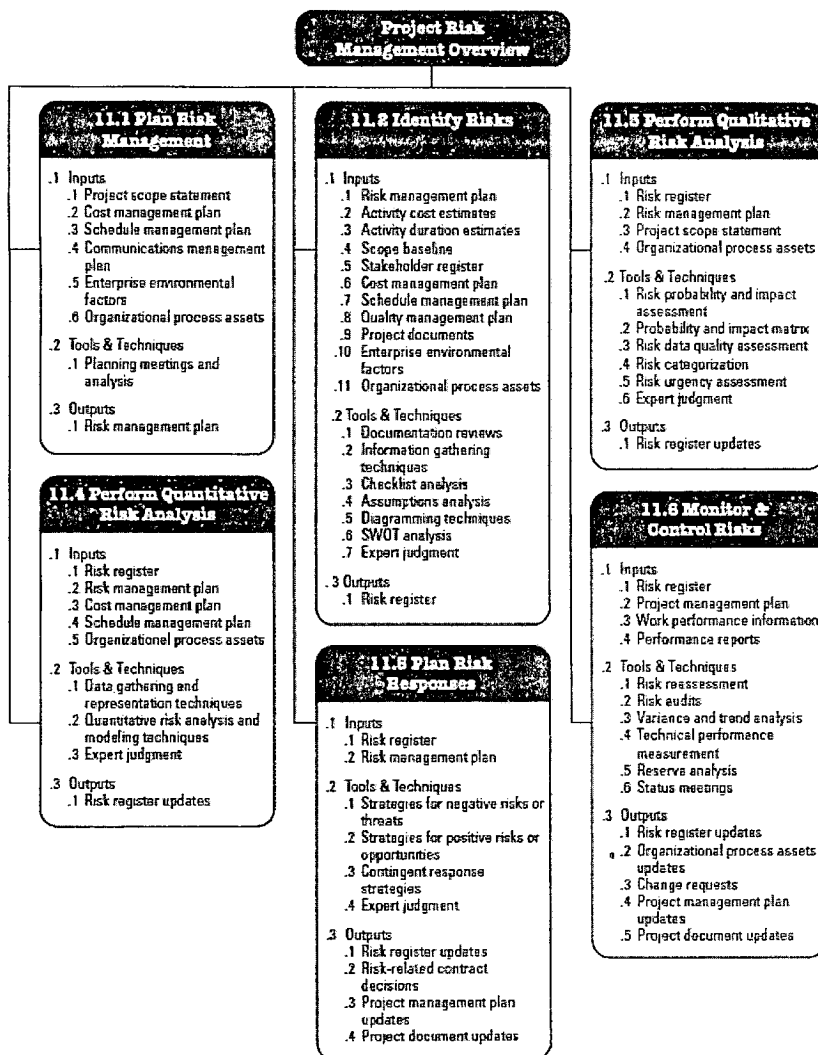 Project Risk
Management Overview
11.1 Plan Risk
Management
.1 Inputs
.1 Project scope statement
.2 Cost management plan
.3 Schedule management plan
.4 Communications management
plan
.5 Enterprise environmental
factors
.6 Organizational process assets
.2 Tools & Techniques
.1 Planning meetings and
analysis
.3 Outputs
.1 Risk management plan
11.2 Identify Risks
.1 Inputs
.1 Risk management plan
.2 Activity cost estimates
.3 Activity duration estimates
.4 Scope baseline
.5 Stakeholder register
.6 Cost management plan
.7 Schedule management plan
.8 Quality management plan
.9 Project documents
.10 Enterprise environmental
factors
.11 Organizational process assets
.2 Tools & Techniques
.1 Documentation reviews
.2 Information gathering
techniques
.3 Checklist analysis
.4 Assumptions analysis
.5 Diagramming techniques
.6 SWOT analysis
.7 Expert judgment
.3 Outputs
.1 Risk register
11.3 Perform Qualitative
Risk Analysis
.1 Inputs
.1 Risk register
.2 Risk management plan
.3 Project scope statement
.4 Organizational process assets
.2 Tools & Techniques
.1 Risk probability and impact
assessment
.2 Probability and impact matrix
.3 Risk data quality assessment
.4 Risk categorization
.5 Risk urgency assessment
.6 Expert judgment
.3 Outputs
.1 Risk register updates
11.4 Perform Quantitative
Risk Analysis
.1 Inputs
.1 Risk register
.2 Risk management plan
.3 Cost management plan
.4 Schedule management plan
.5 Organizational process assets
.2 Tools & Techniques
.1 Data gathering and
representation techniques
.2 Quantitative risk analysis and
modeling techniques
.3 Expert judgment
.3 Outputs
.1 Risk register updates
11.5 Plan Risk
Responses
.1 Inputs
.1 Risk register
.2 Risk management plan
.2 Tools & Techniques
.1 Strategies for negative risks or
threats
.2 Strategies for positive risks or
opportunities
.3 Contingent response
strategies
.4 Expert judgment
.3 Outputs
.1 Risk register updates
.2 Risk-related contract
decisions
.3 Project management plan
updates
.4 Project document updates
11.6 Monitor &
Control Risks
.1 Inputs
.1 Risk register
.2 Project management plan
.3 Work performance information
.4 Performance reports
.2 Tools & Techniques
.1 Risk reassessment
.2 Risk audits
.3 Variance and trend analysis
.4 Technical performance
measurement
.5 Reserve analysis
.6 Status meetings
.3 Outputs
.1 Risk register updates
.2 Organizational process assets
updates
.3 Change requests
.4 Project management plan
updates
.5 Project document updates